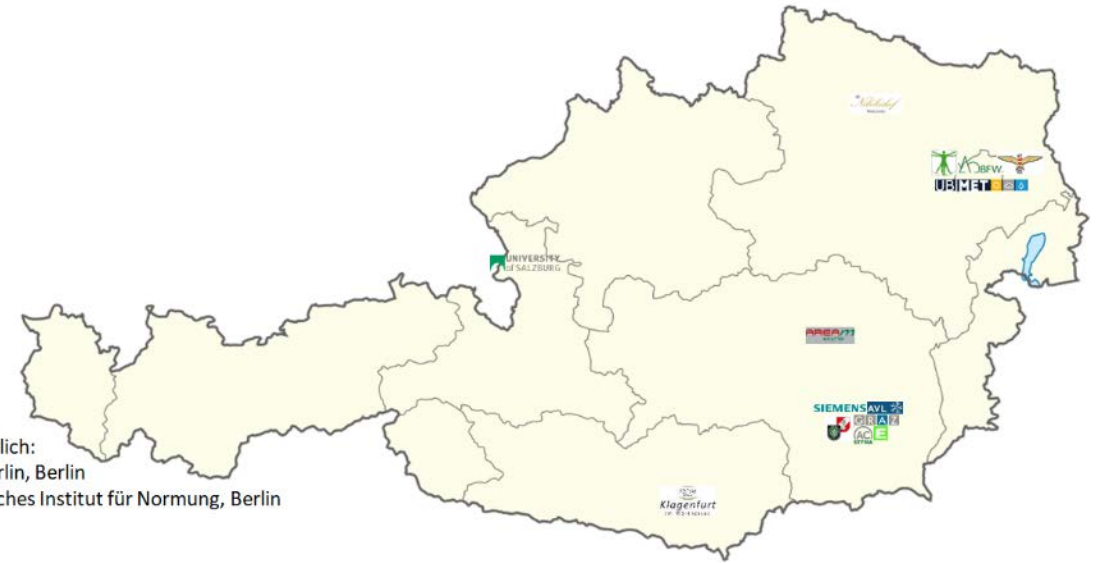 BFW
UBIMET
UNIVERSITY
of SALZBURG
AREA m
SIEMENS AVL
GRAZ
AC E
Klagenfurt
lich:
rlin, Berlin
ches Institut für Normung, Berlin